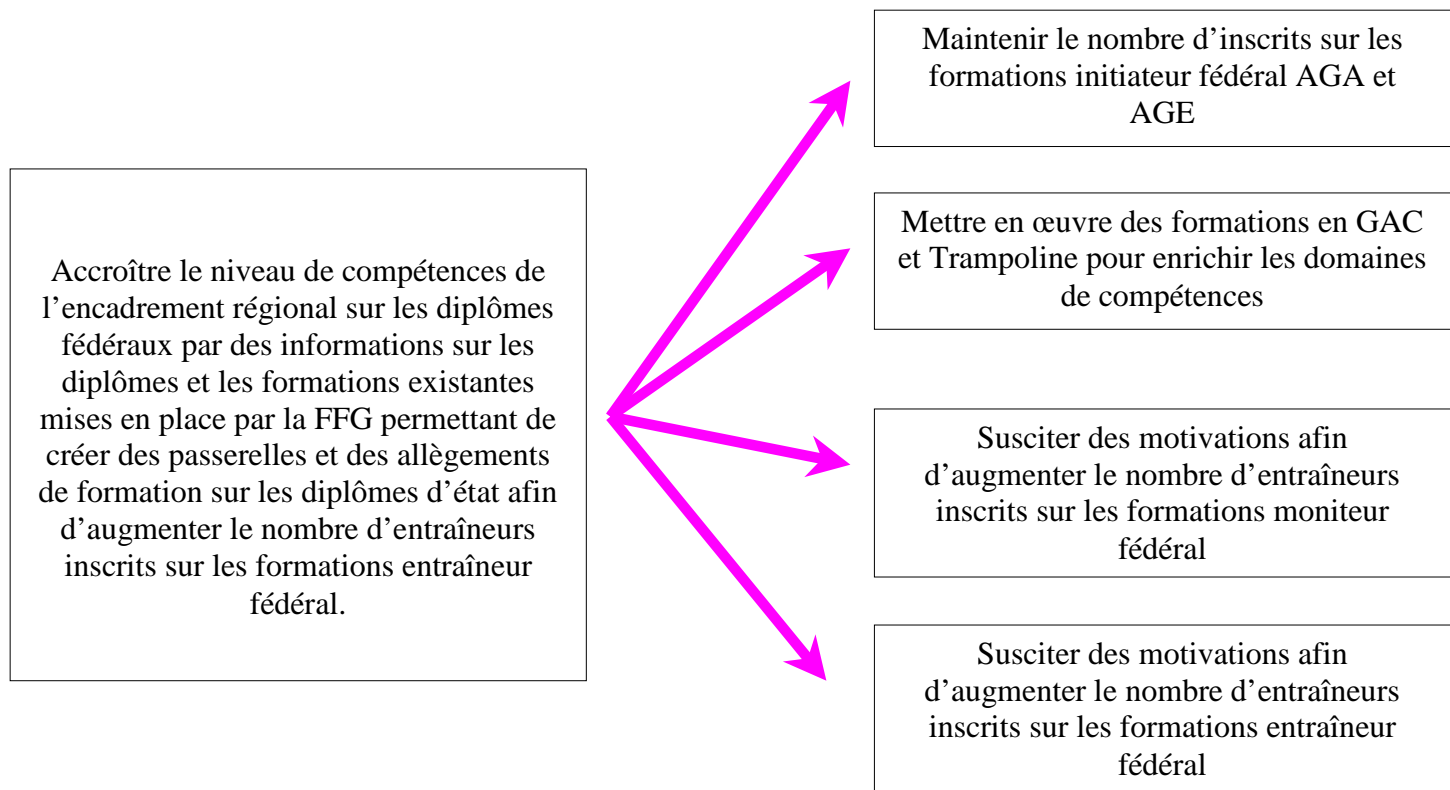 Accroître le niveau de compétences de
l'encadrement régional sur les diplômes
fédéraux par des informations sur les
diplômes et les formations existantes
mises en place par la FFG permettant de
créer des passerelles et des allègements
de formation sur les diplômes d'état afin
d'augmenter le nombre d'entraîneurs
inscrits sur les formations entraîneur
fédéral.
Maintenir le nombre d'inscrits sur les
formations initiateur fédéral AGA et
AGE
Mettre en œuvre des formations en GAC
et Trampoline pour enrichir les domaines
de compétences
Susciter des motivations afin
d'augmenter le nombre d'entraîneurs
inscrits sur les formations moniteur
fédéral
Susciter des motivations afin
d'augmenter le nombre d'entraîneurs
inscrits sur les formations entraîneur
fédéral